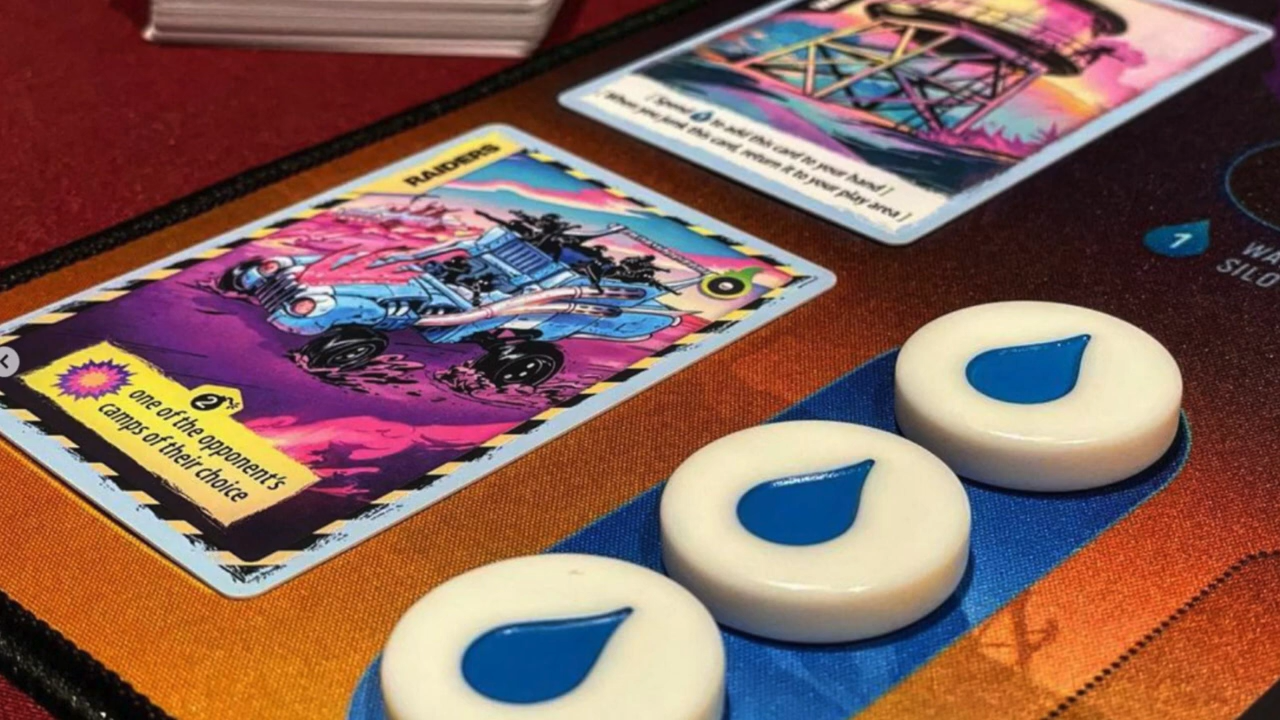 RAIDERS
2
one of the opponent's
camps of their choice
[ Spend to add this card to your hand ]
[ When you junk this card, return it to your play area ]
1
WA
SILO